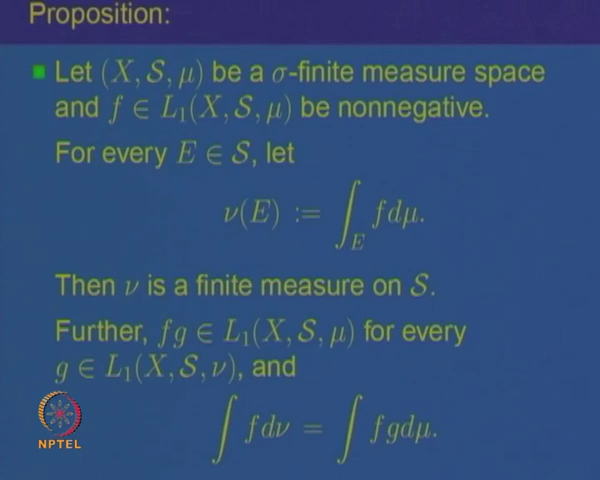 Proposition:
Let (X, 𝒮, μ) be a σ-finite measure space
and f ∈ L₁(X, 𝒮, μ) be nonnegative.
For every E ∈ 𝒮, let
ν(E) := ∫_E f dμ.
Then ν is a finite measure on 𝒮.
Further, fg ∈ L₁(X, 𝒮, μ) for every
g ∈ L₁(X, 𝒮, ν), and
∫ f dν = ∫ fg dμ.
NPTEL